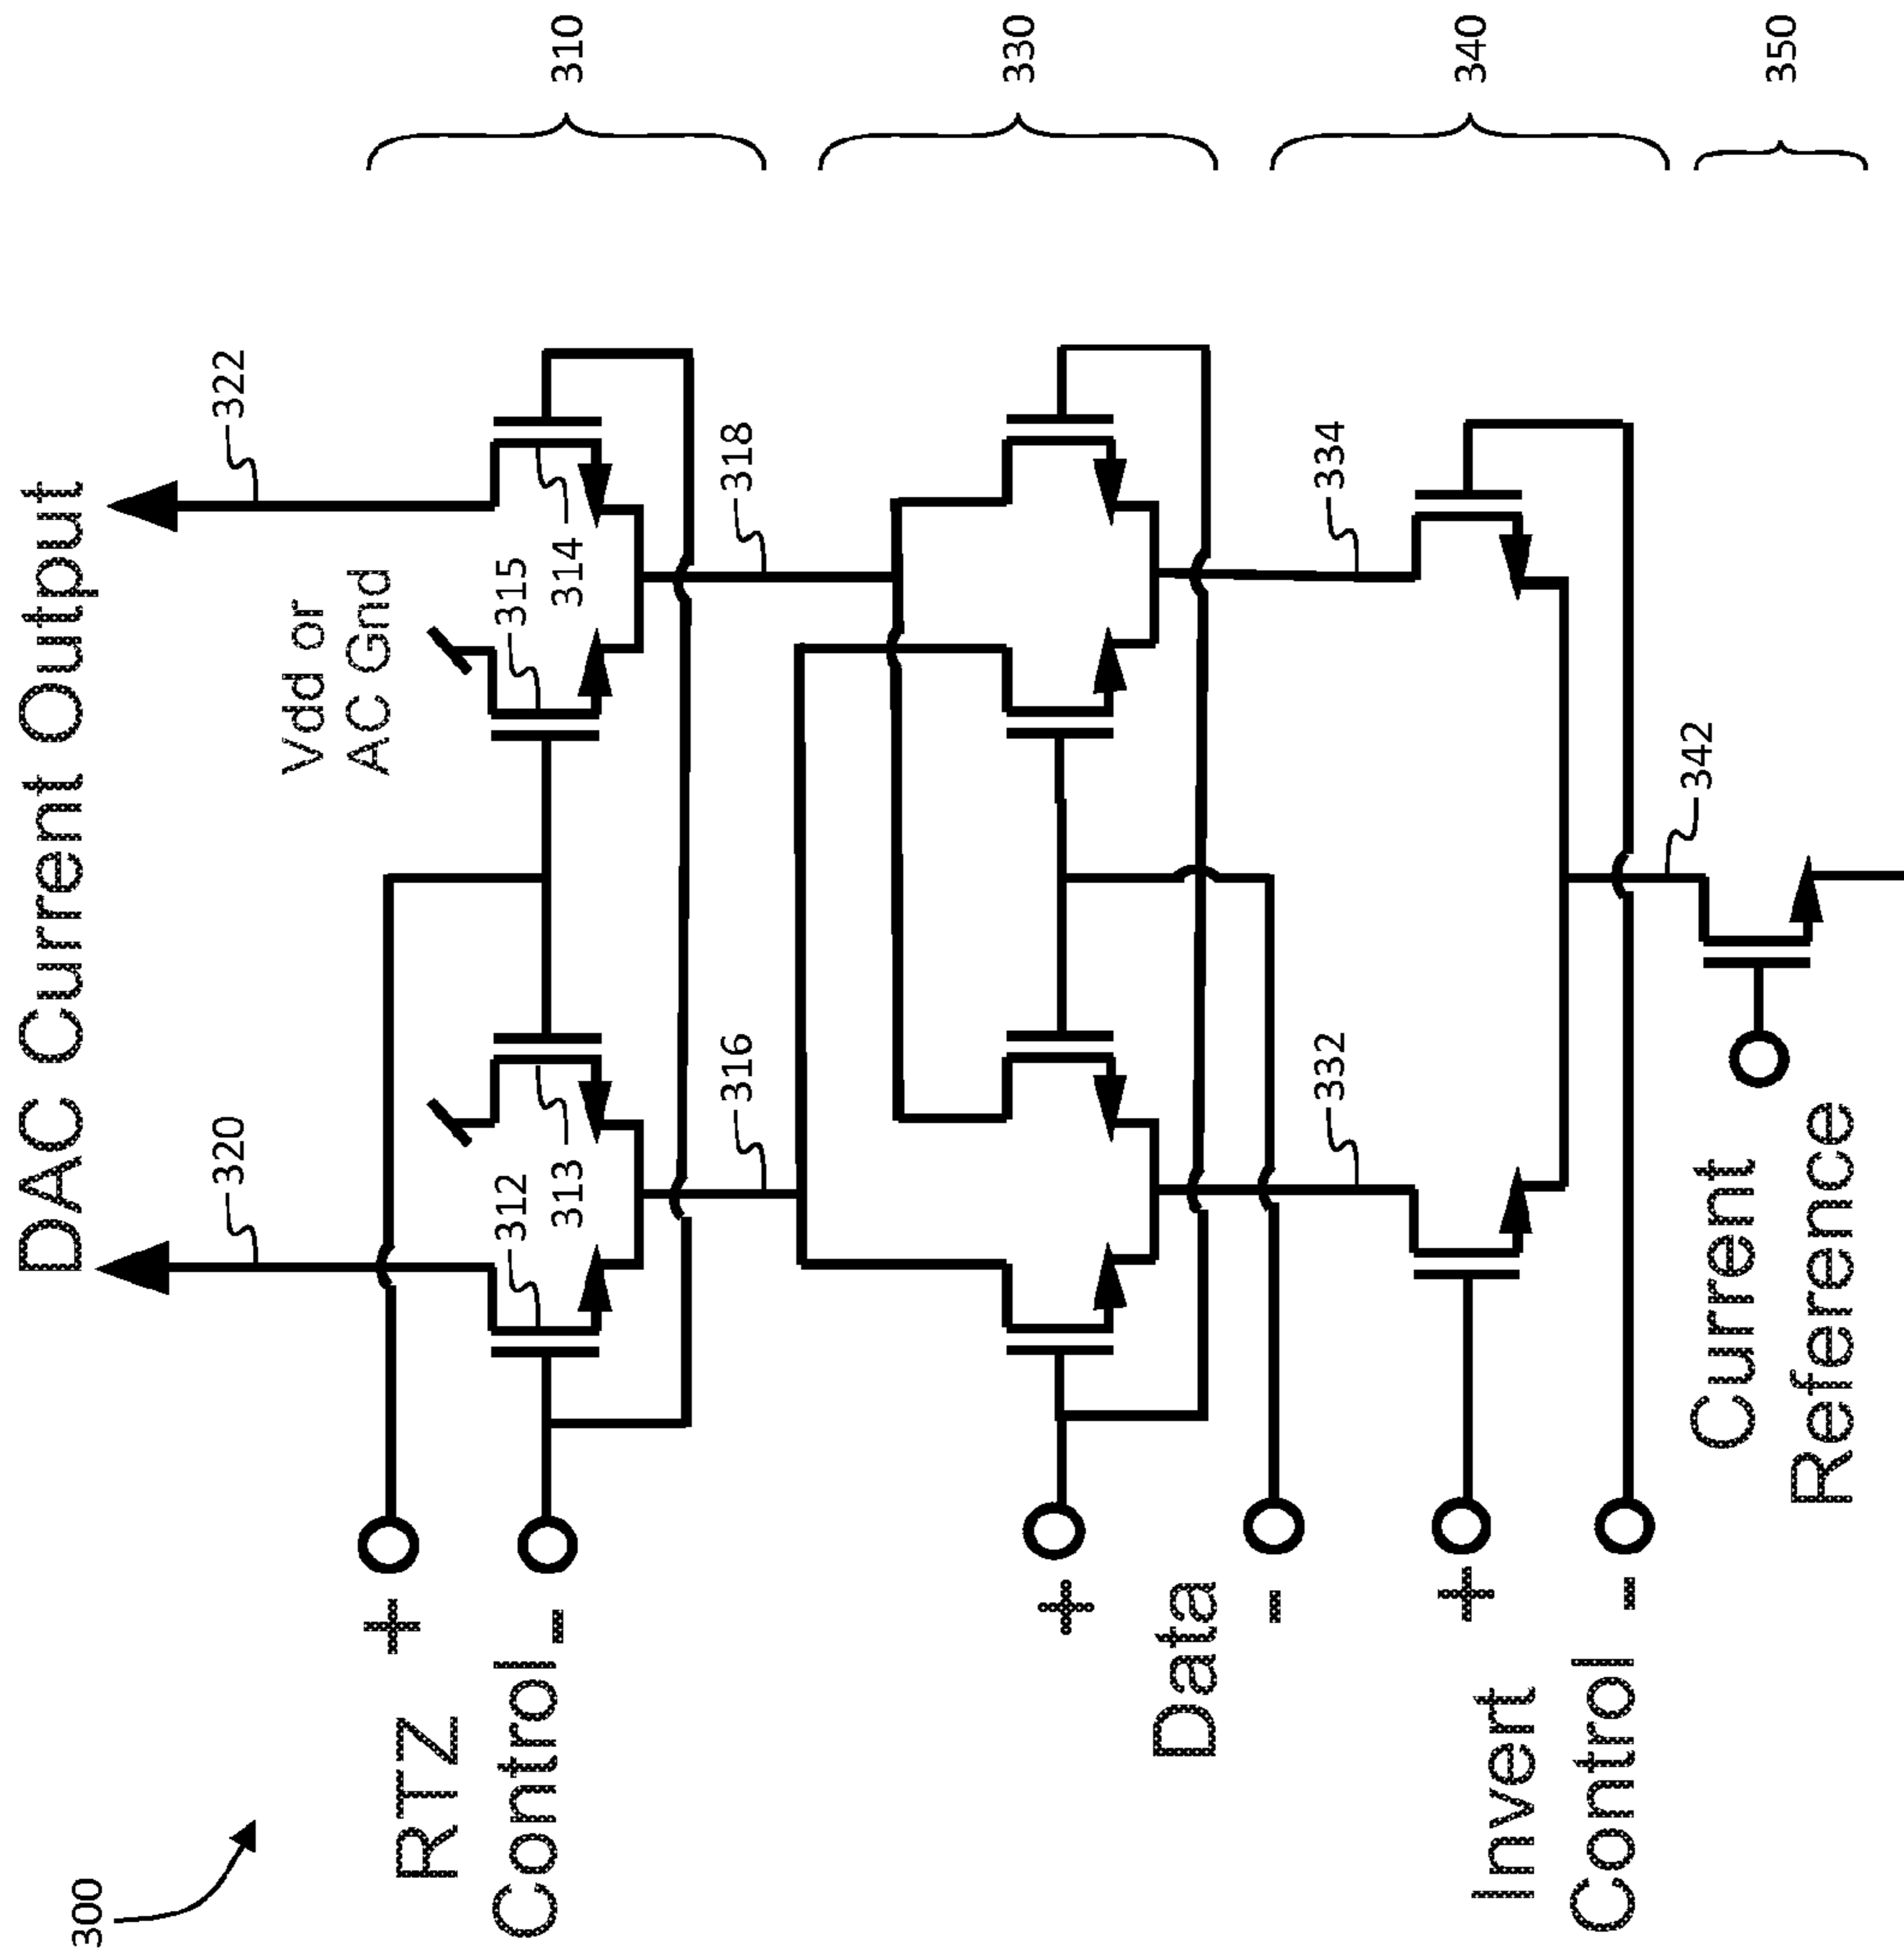 300
DAC Current Output
320
322
Vdd or
AC Gnd
310
RTZ
Control
+
-
312
313
315
314
316
318
330
Data
+
-
332
334
340
Invert
Control
+
-
342
350
Current
Reference